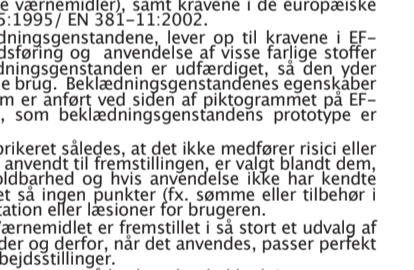 værnemidler), samt kravene i de europæiske
5:1995/ EN 381-11:2002.
dningsgenstandene, lever op til kravene i EF-
dsføring og anvendelse af visse farlige stoffer
dningsgenstanden er udfærdiget, så den yder
e brug. Beklædningsgenstandenes egenskaber
m er anført ved siden af piktogrammet på EF-
, som beklædningsgenstandens prototype er
brikeret således, at det ikke medfører risici eller
anvendt til fremstillingen, er valgt blandt dem,
oldbarhed og hvis anvendelse ikke har kendte
et så ingen punkter (fx. sømme eller tilbehør i
tation eller læsioner for brugeren.
Værnemidlet er fremstillet i så stort et udvalg af
der og derfor, når det anvendes, passer perfekt
bejdsstillinger.